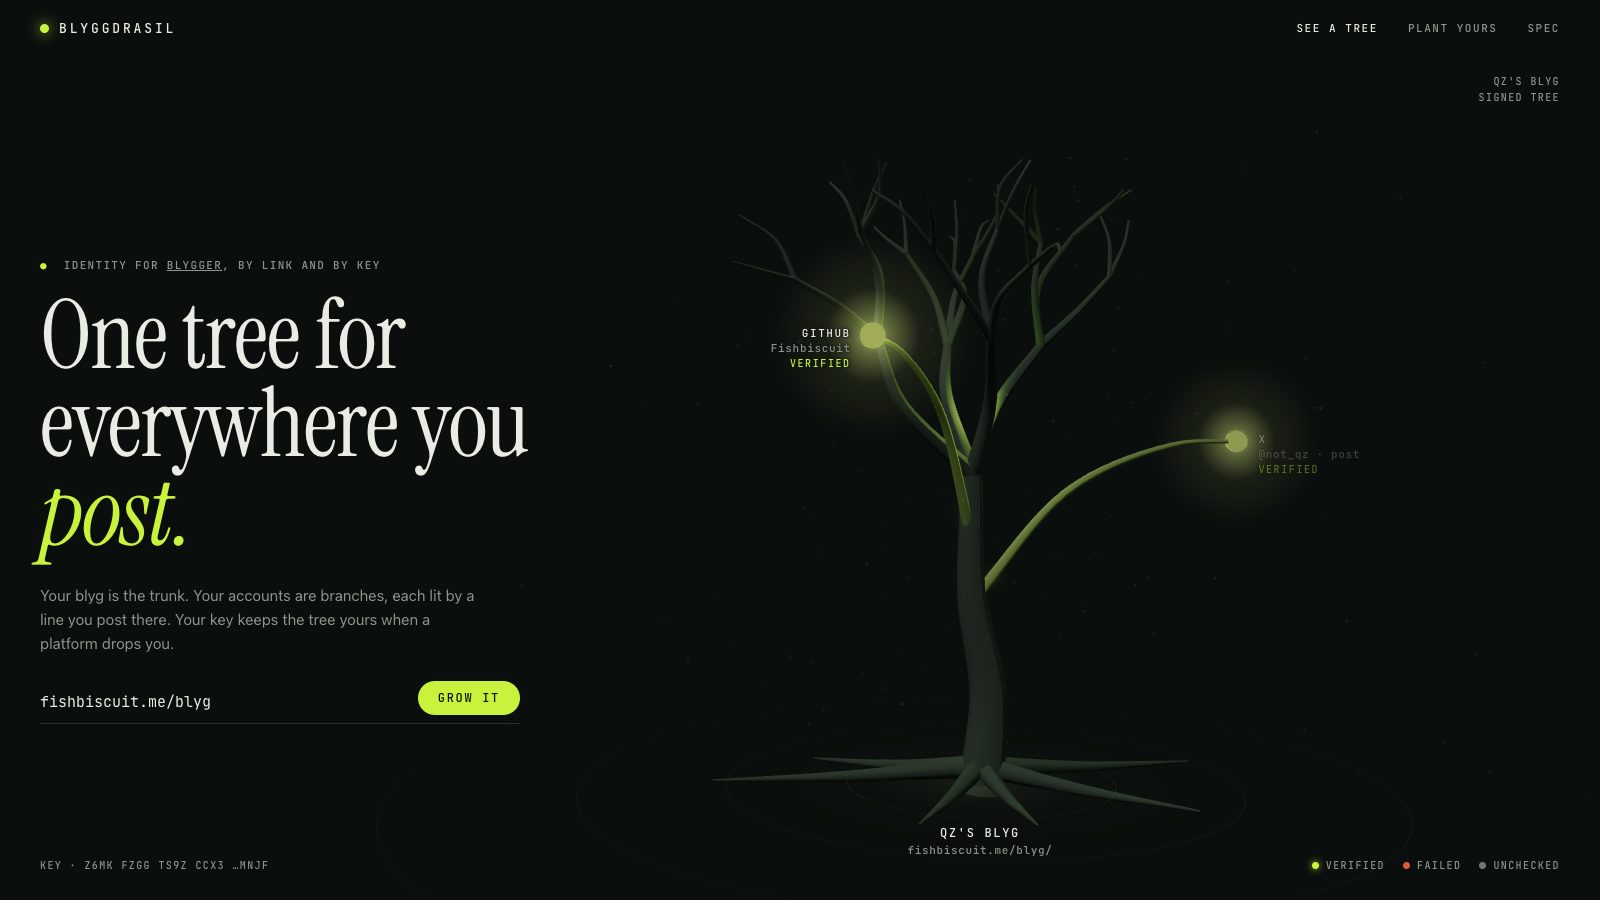 BLYGGDRASIL
SEE A TREE PLANT YOURS SPEC
QZ'S BLYG
SIGNED TREE
IDENTITY FOR BLYGGER, BY LINK AND BY KEY
One tree for
everywhere you
post.
Your blyg is the trunk. Your accounts are branches, each lit by a
line you post there. Your key keeps the tree yours when a
platform drops you.
fishbiscuit.me/blyg
GROW IT
GITHUB
Fishbiscuit
VERIFIED
X
@not_qz · post
VERIFIED
QZ'S BLYG
fishbiscuit.me/blyg/
KEY · Z6MK FZGG TS9Z CCX3 …MNJF
VERIFIED FAILED UNCHECKED